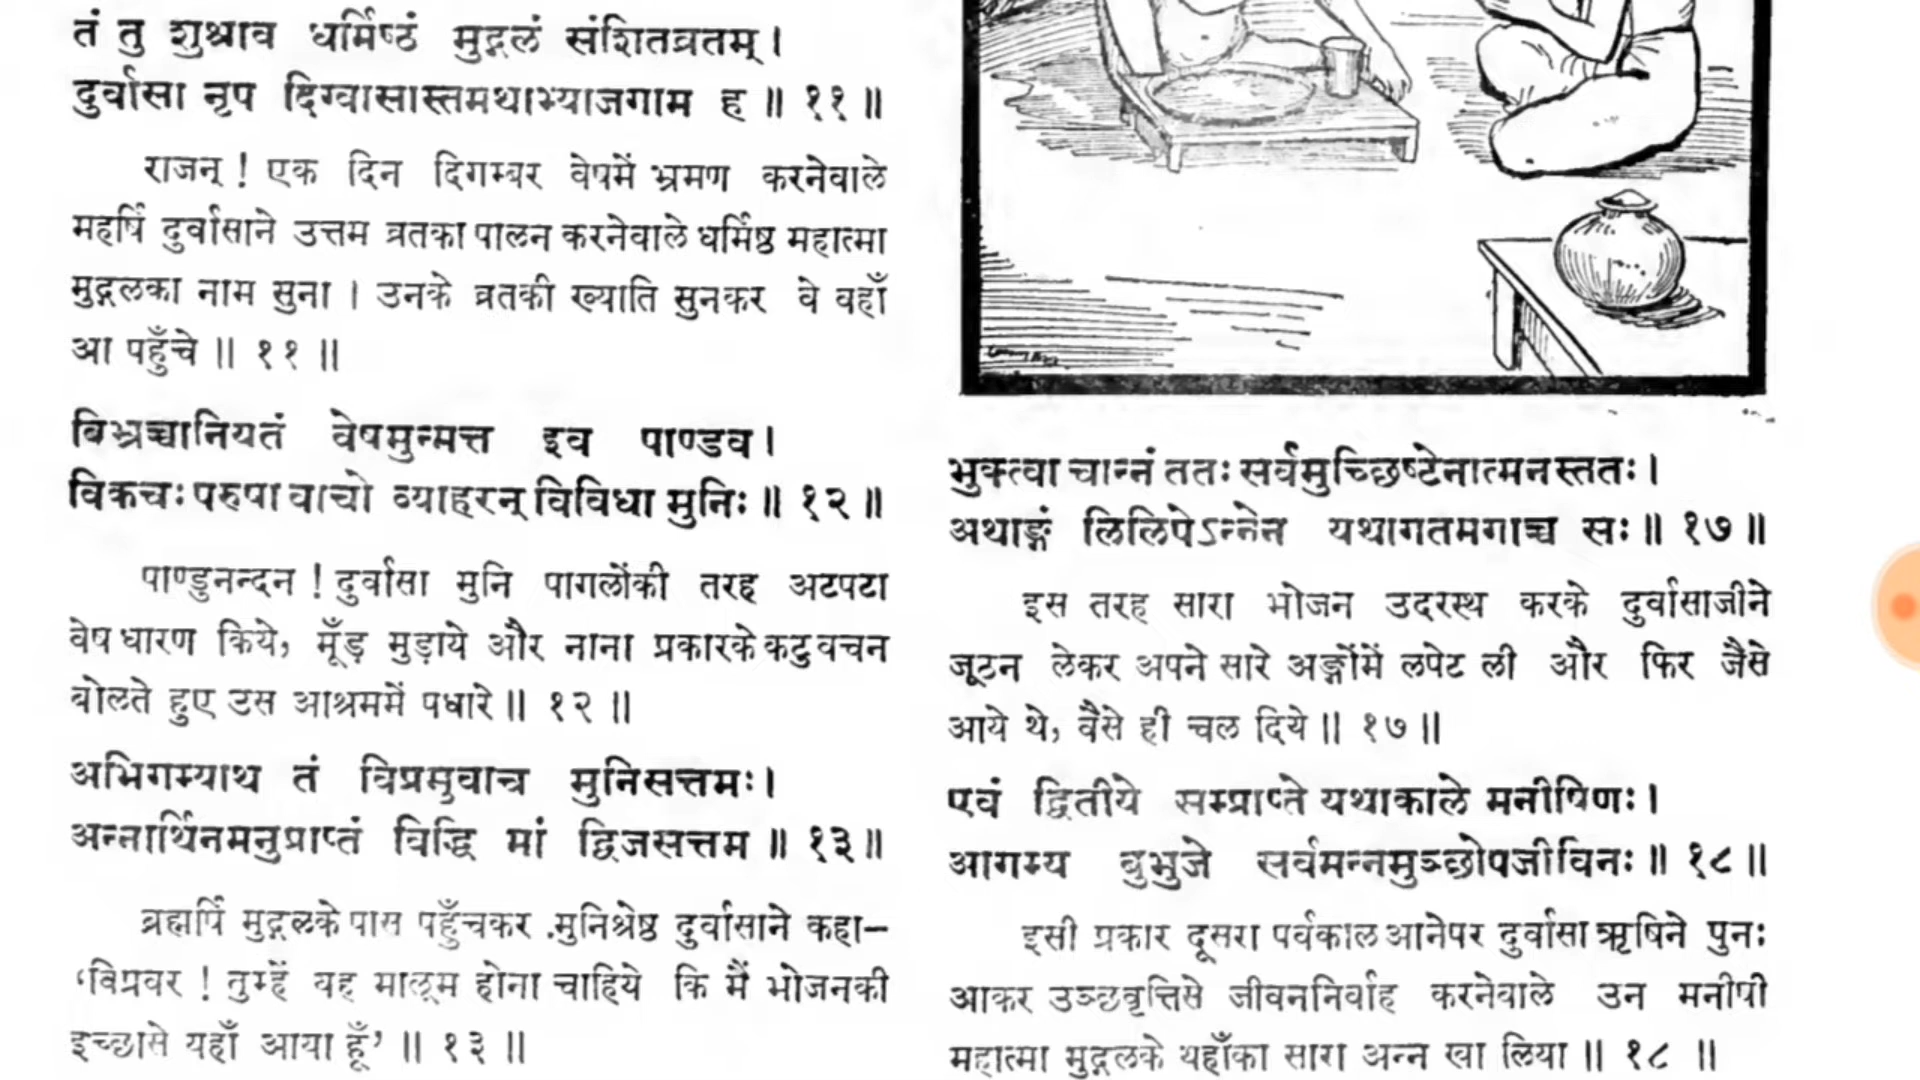 तं तु शुश्राव धर्मिष्ठं मुद्गलं संशितव्रतम् ।
दुर्वासा नृप दिग्वासास्तमथाभ्याजगाम ह ॥ ११ ॥
राजन् ! एक दिन दिगम्बर वेषमें भ्रमण करनेवाले
महर्षि दुर्वासाने उत्तम व्रतका पालन करनेवाले धर्मिष्ठ महात्मा
मुद्गलका नाम सुना । उनके व्रतकी ख्याति सुनकर वे वहाँ
आ पहुँचे ॥ ११ ॥
बिभ्रच्चानियतं वेषमुन्मत्त इव पाण्डव ।
विकचः परुषा वाचो व्याहरन् विविधा मुनिः ॥ १२ ॥
पाण्डुनन्दन ! दुर्वासा मुनि पागलोंकी तरह अटपटा
वेष धारण किये, मूँड़ मुड़ाये और नाना प्रकारके कटु वचन
बोलते हुए उस आश्रममें पधारे ॥ १२ ॥
अभिगम्याथ तं विप्रमुवाच मुनिसत्तमः ।
अन्नार्थिनमनुप्राप्तं विद्धि मां द्विजसत्तम ॥ १३ ॥
ब्रह्मर्षि मुद्गलके पास पहुँचकर मुनिश्रेष्ठ दुर्वासाने कहा–
‘विप्रवर ! तुम्हें यह मालूम होना चाहिये कि मैं भोजनकी
इच्छासे यहाँ आया हूँ’ ॥ १३ ॥
भुक्त्वा चान्नं ततः सर्वमुच्छिष्टेनात्मनस्ततः ।
अथाङ्गं लिलिपेऽन्नेन यथागतमगाच्च सः ॥ १७ ॥
इस तरह सारा भोजन उदरस्थ करके दुर्वासाजीने
जूठन लेकर अपने सारे अङ्गोंमें लपेट ली और फिर जैसे
आये थे, वैसे ही चल दिये ॥ १७ ॥
एवं द्वितीये सम्प्राप्ते यथाकाले मनीषिणः ।
आगम्य बुभुजे सर्वमन्नमुञ्छोपजीविनः ॥ १८ ॥
इसी प्रकार दूसरा पर्वकाल आनेपर दुर्वासा ऋषिने पुनः
आकर उञ्छवृत्तिसे जीवननिर्वाह करनेवाले उन मनीषी
महात्मा मुद्गलके यहाँका सारा अन्न खा लिया ॥ १८ ॥